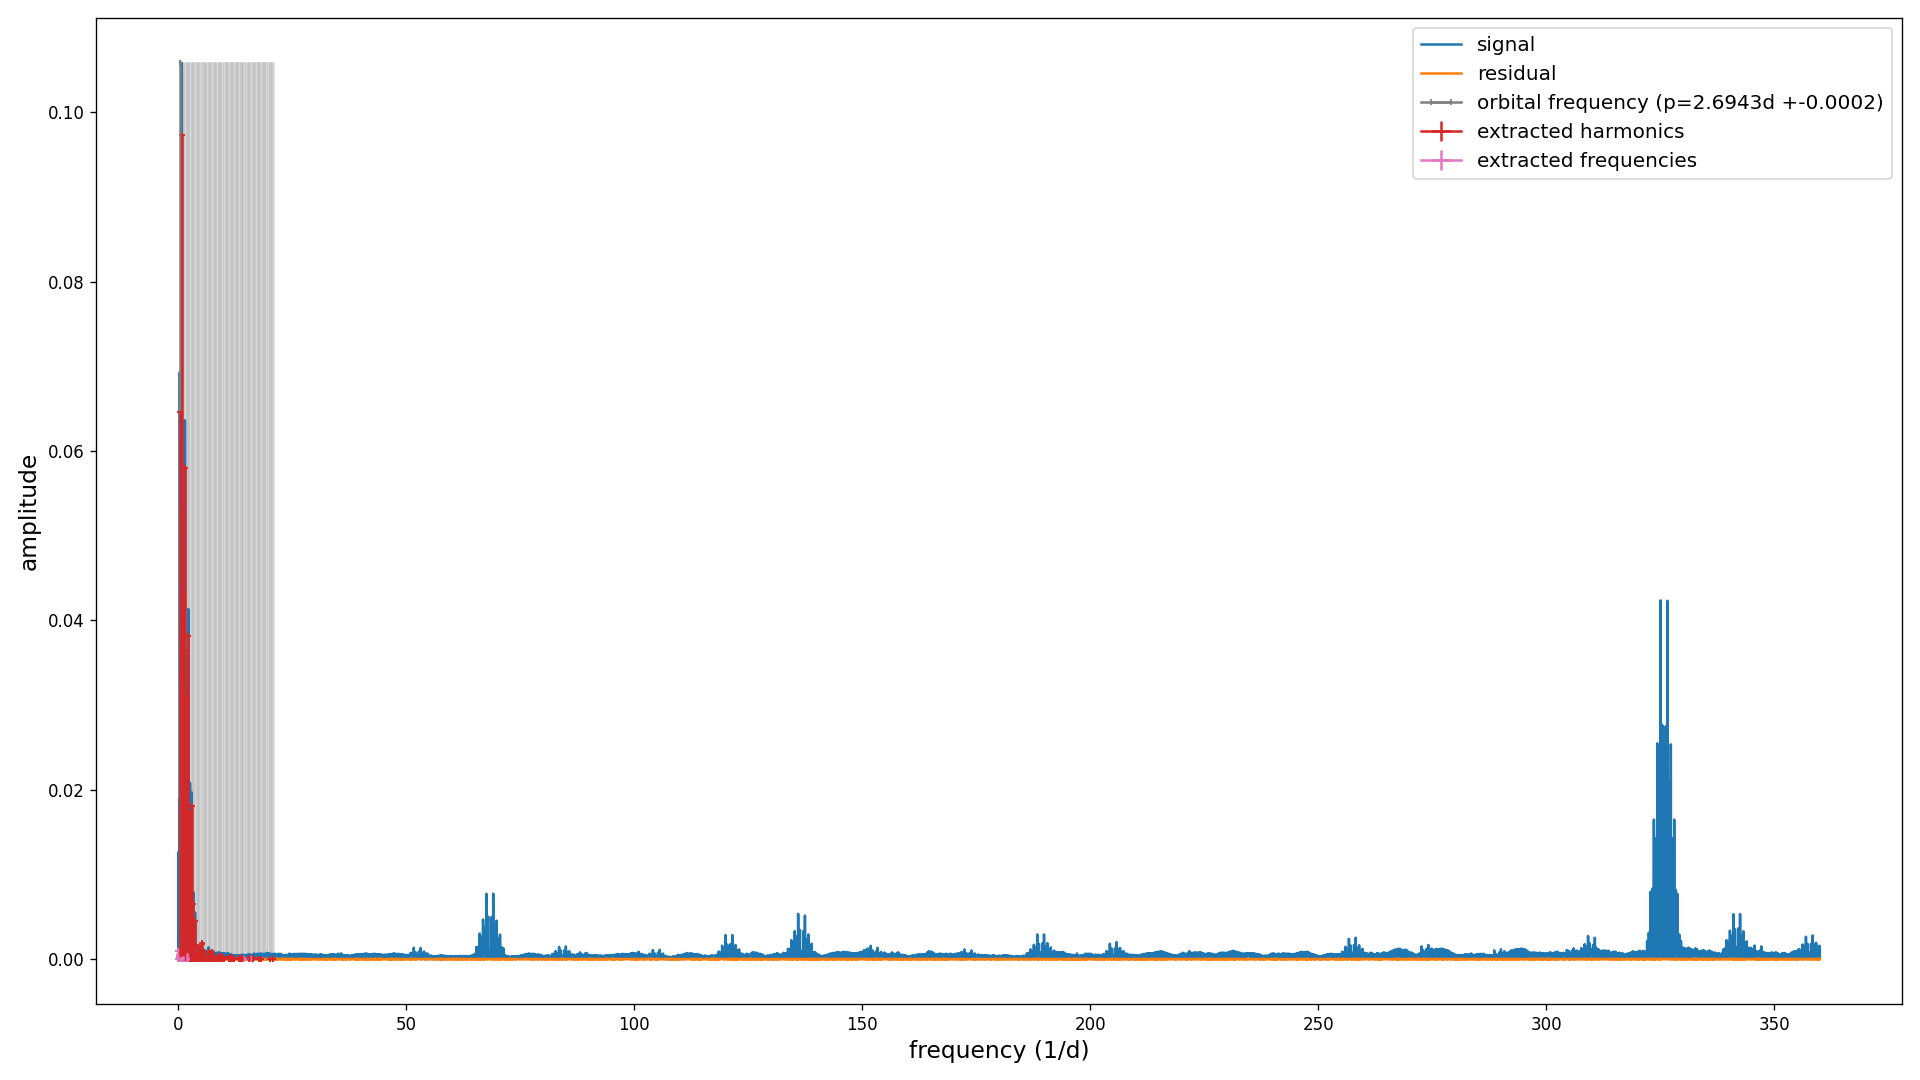 signal
residual
orbital frequency (p=2.6943d +-0.0002)
extracted harmonics
extracted frequencies
0.10
0.08
0.06
0.04
0.02
0.00
amplitude
0 50 100 150 200 250 300 350
frequency (1/d)